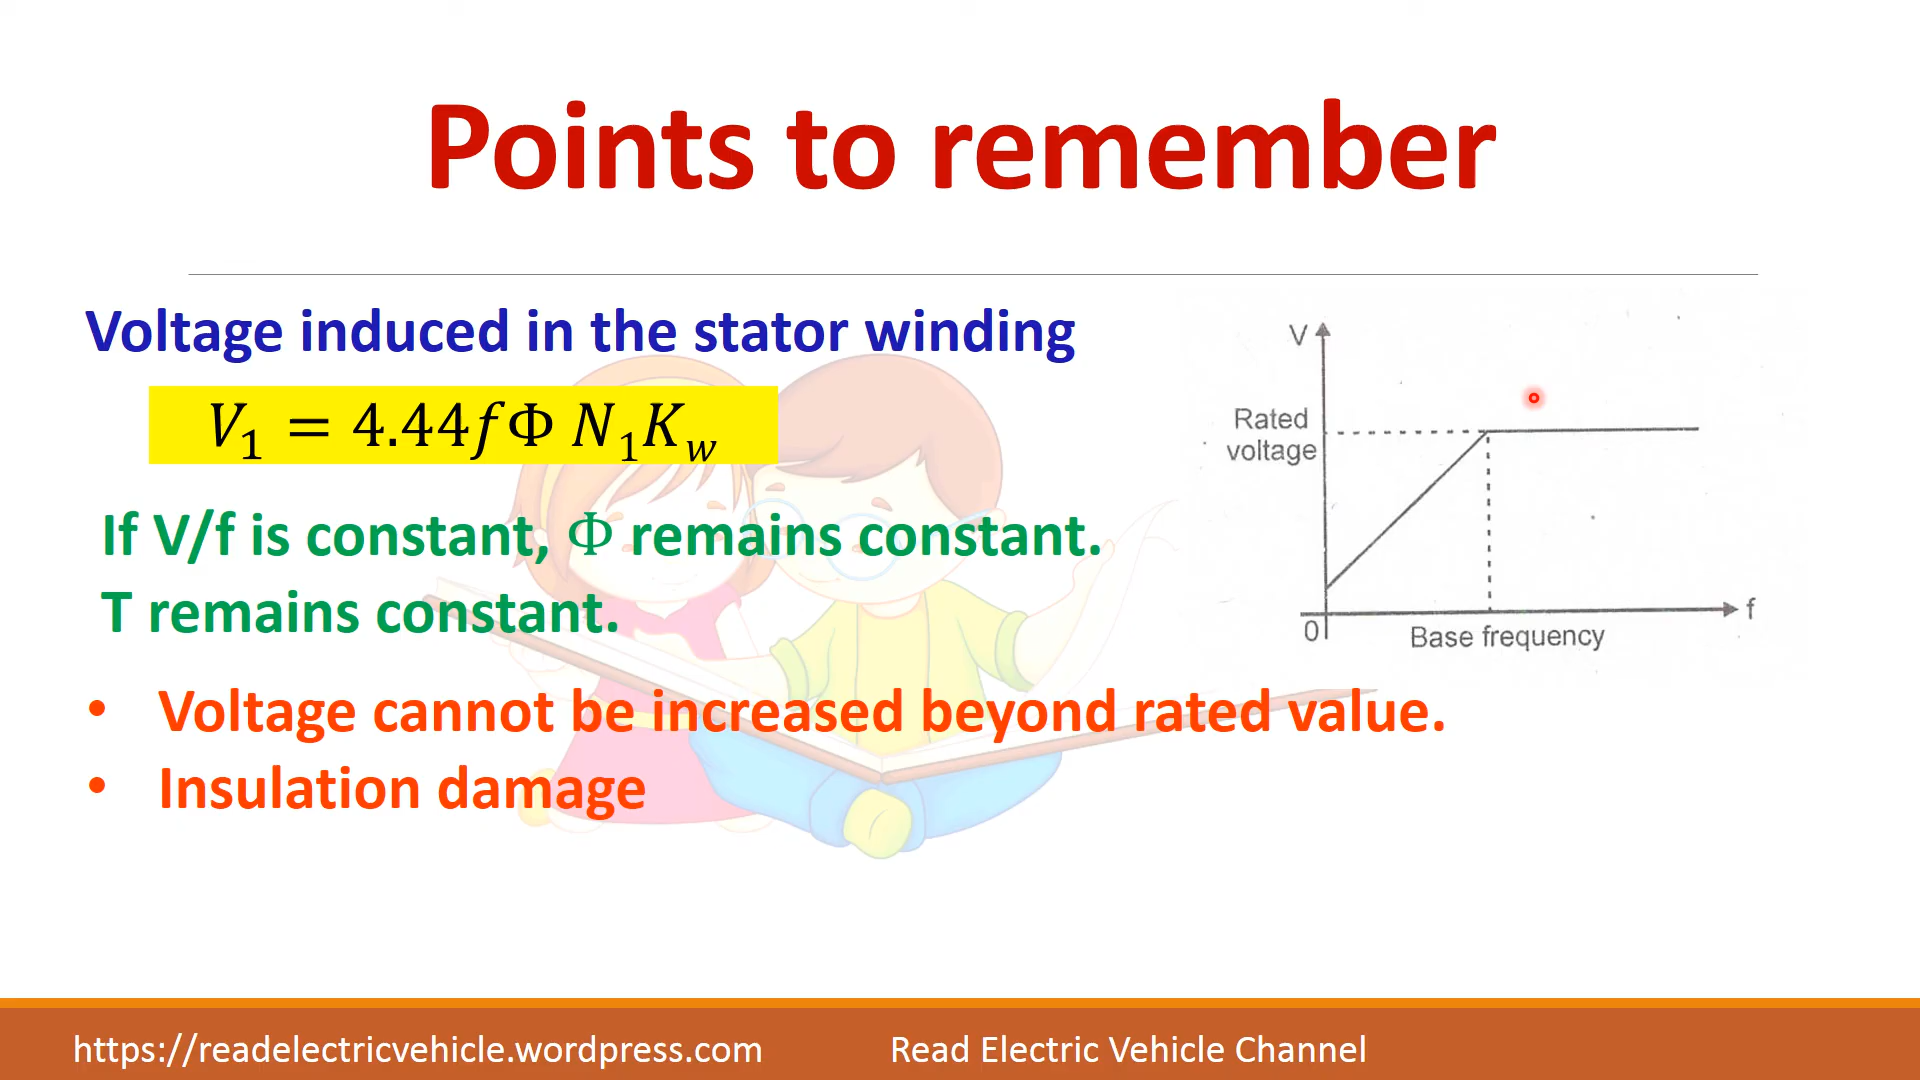 Points to remember
Voltage induced in the stator winding
V₁ = 4.44fΦ N₁K_w
If V/f is constant, Φ remains constant.
T remains constant.
• Voltage cannot be increased beyond rated value.
• Insulation damage
V
Rated
voltage
0
Base frequency
f
https://readelectricvehicle.wordpress.com
Read Electric Vehicle Channel